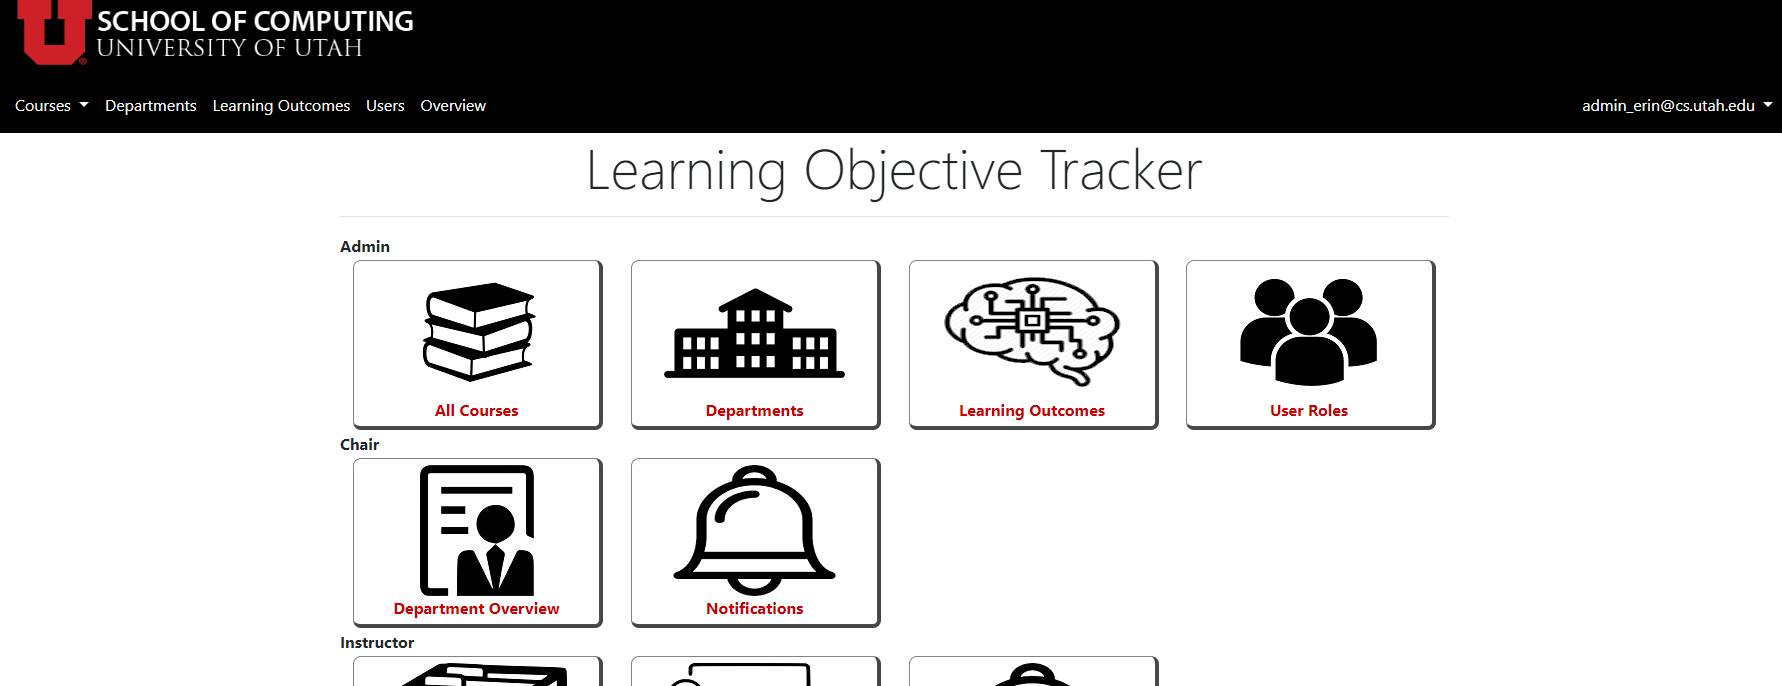 SCHOOL OF COMPUTING
UNIVERSITY OF UTAH
Courses Departments Learning Outcomes Users Overview admin_erin@cs.utah.edu
Learning Objective Tracker
Admin
All Courses Departments Learning Outcomes User Roles
Chair
Department Overview Notifications
Instructor